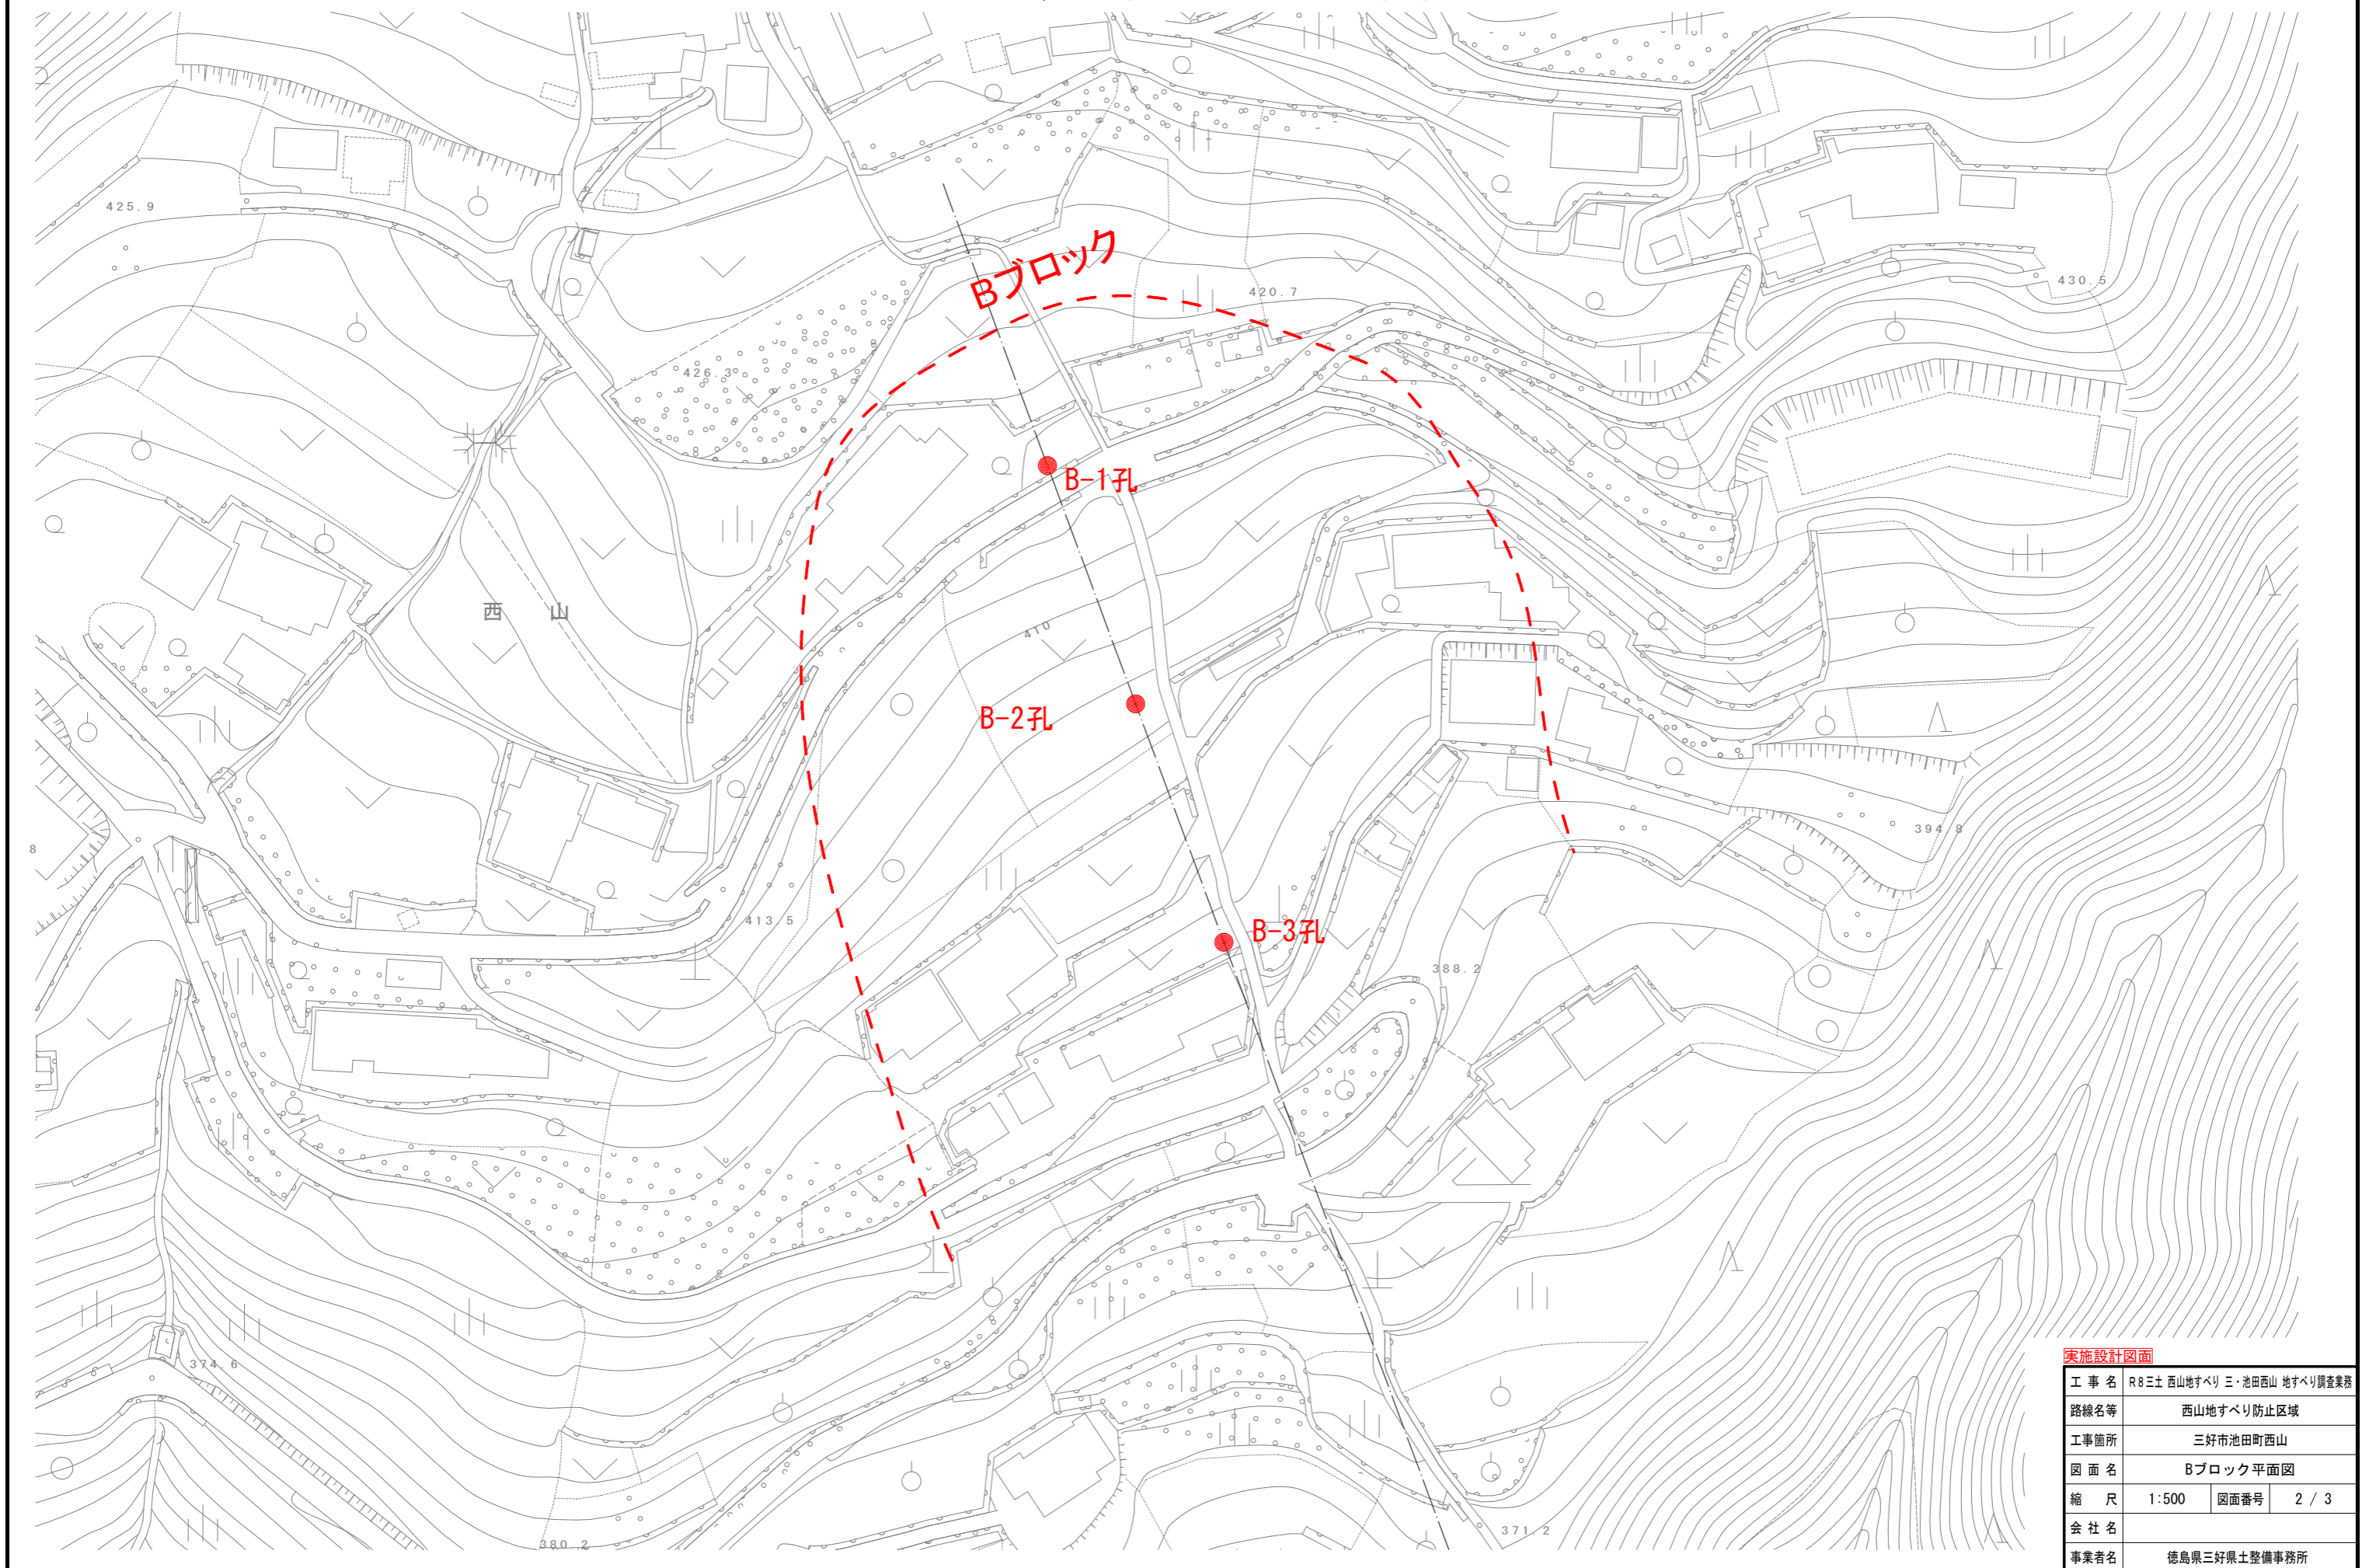 425.9
Bブロック
420.7
430.5
426.3
B-1孔
西 山
410
B-2孔
8
394.8
413.5
B-3孔
388.2
374.6
380.2
371.2
実施設計図面
工事名 R8三土 西山地すべり 三・池田西山 地すべり調査業務
路線名等 西山地すべり防止区域
工事箇所 三好市池田町西山
図面名 Bブロック平面図
縮尺 1:500 図面番号 2 / 3
会社名
事業者名 徳島県三好県土整備事務所